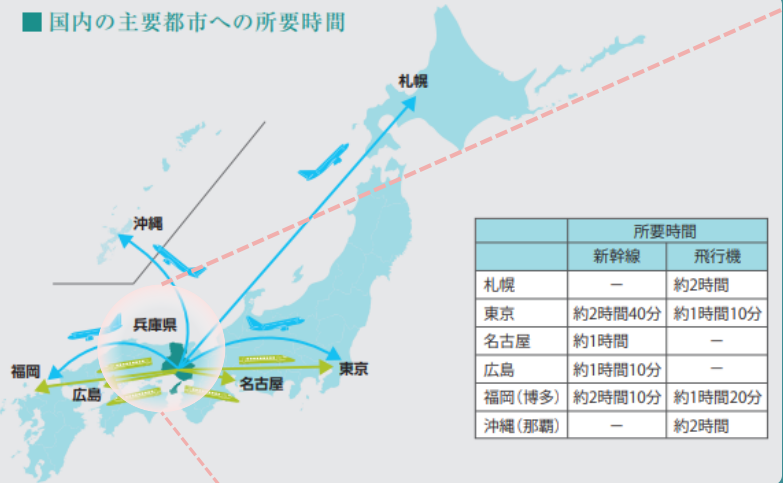 ■ 国内の主要都市への所要時間
札幌
沖縄
兵庫県
福岡
広島
名古屋
東京
所要時間
新幹線 飛行機
札幌 － 約2時間
東京 約2時間40分 約1時間10分
名古屋 約1時間 －
広島 約1時間10分 －
福岡（博多） 約2時間10分 約1時間20分
沖縄（那覇） － 約2時間